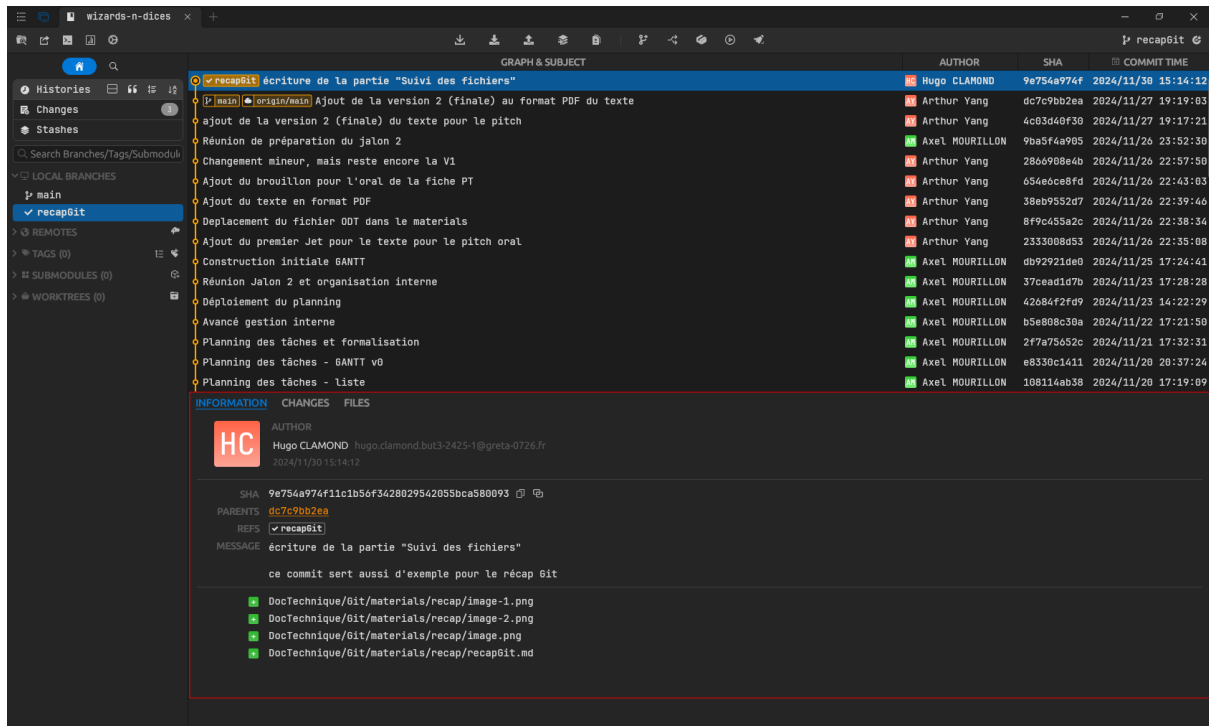 wizards-n-dices
recapGit
GRAPH & SUBJECT AUTHOR SHA COMMIT TIME
Histories
Changes 3
Stashes
Search Branches/Tags/Submodul
LOCAL BRANCHES
main
recapGit
REMOTES
TAGS (0)
SUBMODULES (0)
WORKTREES (0)
recapGit écriture de la partie "Suivi des fichiers" HC Hugo CLAMOND 9e754a974f 2024/11/30 15:14:12
main origin/main Ajout de la version 2 (finale) au format PDF du texte AY Arthur Yang dc7c9bb2ea 2024/11/27 19:19:03
ajout de la version 2 (finale) du texte pour le pitch AY Arthur Yang 4c03d40f30 2024/11/27 19:17:21
Réunion de préparation du jalon 2 AM Axel MOURILLON 9ba5f4a905 2024/11/26 23:52:30
Changement mineur, mais reste encore la V1 AY Arthur Yang 2866908e4b 2024/11/26 22:57:50
Ajout du brouillon pour l'oral de la fiche PT AY Arthur Yang 654e6ce8fd 2024/11/26 22:43:03
Ajout du texte en format PDF AY Arthur Yang 38eb9552d7 2024/11/26 22:39:46
Deplacement du fichier ODT dans le materials AY Arthur Yang 8f9c455a2c 2024/11/26 22:38:34
Ajout du premier Jet pour le texte pour le pitch oral AY Arthur Yang 2333008d53 2024/11/26 22:35:08
Construction initiale GANTT AM Axel MOURILLON db92921de0 2024/11/25 17:24:41
Réunion Jalon 2 et organisation interne AM Axel MOURILLON 37cead1d7b 2024/11/23 17:28:28
Déploiement du planning AM Axel MOURILLON 42684f2fd9 2024/11/23 14:22:29
Avancé gestion interne AM Axel MOURILLON b5e808c30a 2024/11/22 17:21:50
Planning des tâches et formalisation AM Axel MOURILLON 2f7a75652c 2024/11/21 17:32:31
Planning des tâches - GANTT v0 AM Axel MOURILLON e8330c1411 2024/11/20 20:37:24
Planning des tâches - liste AM Axel MOURILLON 108114ab38 2024/11/20 17:19:09
INFORMATION CHANGES FILES
AUTHOR
HC Hugo CLAMOND hugo.clamond.but3-2425-1@greta-0726.fr
2024/11/30 15:14:12
SHA 9e754a974f11c1b56f3428029542055bca580093
PARENTS dc7c9bb2ea
REFS recapGit
MESSAGE écriture de la partie "Suivi des fichiers"
ce commit sert aussi d'exemple pour le récap Git
DocTechnique/Git/materials/recap/image-1.png
DocTechnique/Git/materials/recap/image-2.png
DocTechnique/Git/materials/recap/image.png
DocTechnique/Git/materials/recap/recapGit.md